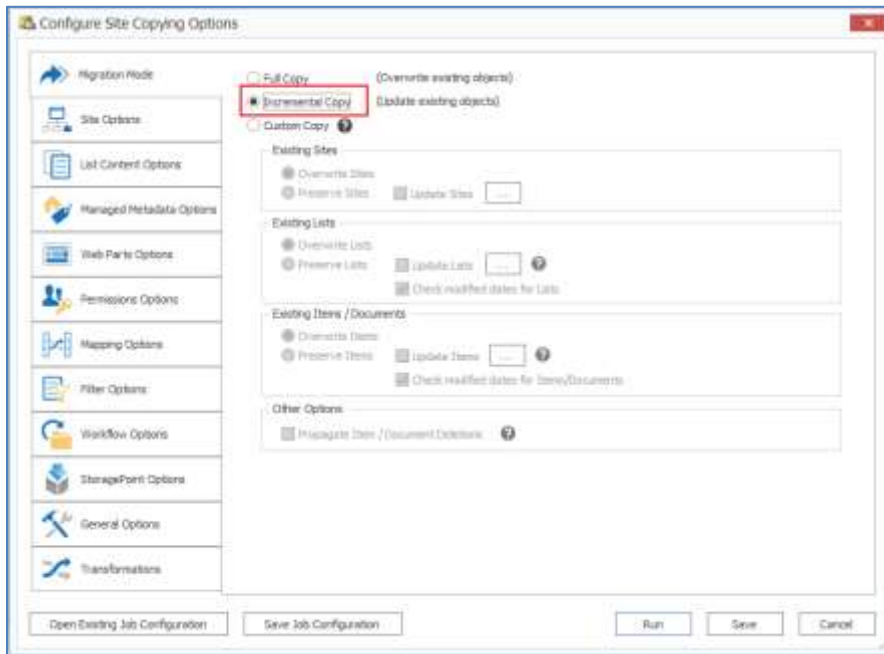 Configure Site Copying Options
Migration Mode
Site Options
List Content Options
Managed Metadata Options
Web Parts Options
Permissions Options
Mapping Options
Filter Options
Workflow Options
StoragePoint Options
General Options
Transformations
Full Copy (Overwrite existing objects)
Incremental Copy (Update existing objects)
Custom Copy ?
Existing Sites
Overwrite Sites
Preserve Sites Update Sites ...
Existing Lists
Overwrite Lists
Preserve Lists Update Lists ... ?
Check modified dates for Lists
Existing Items / Documents
Overwrite Items
Preserve Items Update Items ... ?
Check modified dates for Items/Documents
Other Options
Propagate Item / Document Deletions ?
Open Existing Job Configuration Save Job Configuration Run Save Cancel